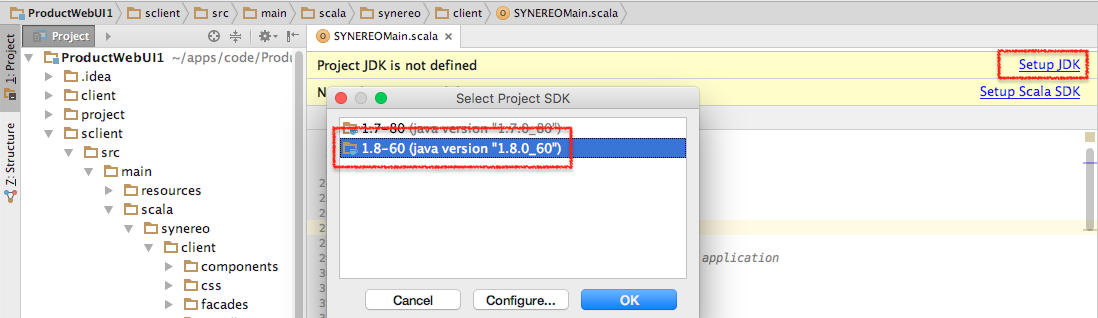 ProductWebUI1 sclient src main scala synereo client SYNEREOMain.scala
1: Project
Z: Structure
Project
SYNEREOMain.scala
ProductWebUI1 ~/apps/code/Produ
.idea
client
project
sclient
src
main
resources
scala
synereo
client
components
css
facades
Project JDK is not defined Setup JDK
Setup Scala SDK
Select Project SDK
1.7-80 (java version "1.7.0_80")
1.8-60 (java version "1.8.0_60")
application
Cancel Configure... OK